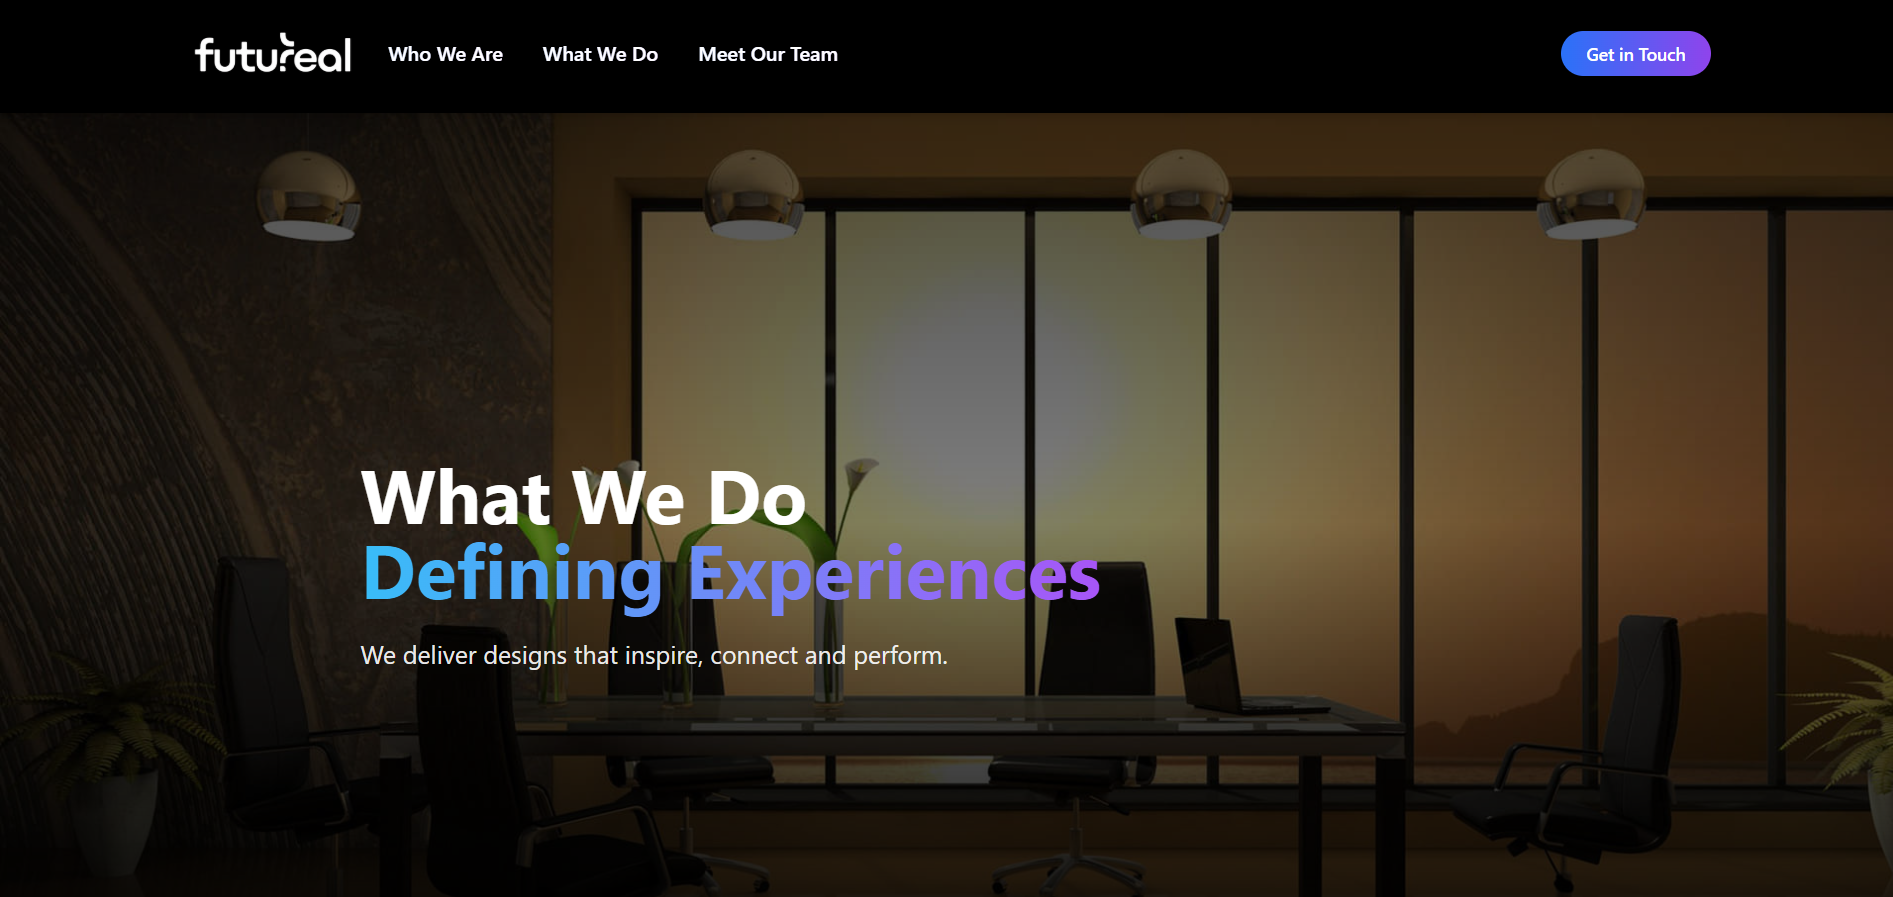 futureal
Who We Are
What We Do
Meet Our Team
Get in Touch
What We Do
Defining Experiences
We deliver designs that inspire, connect and perform.